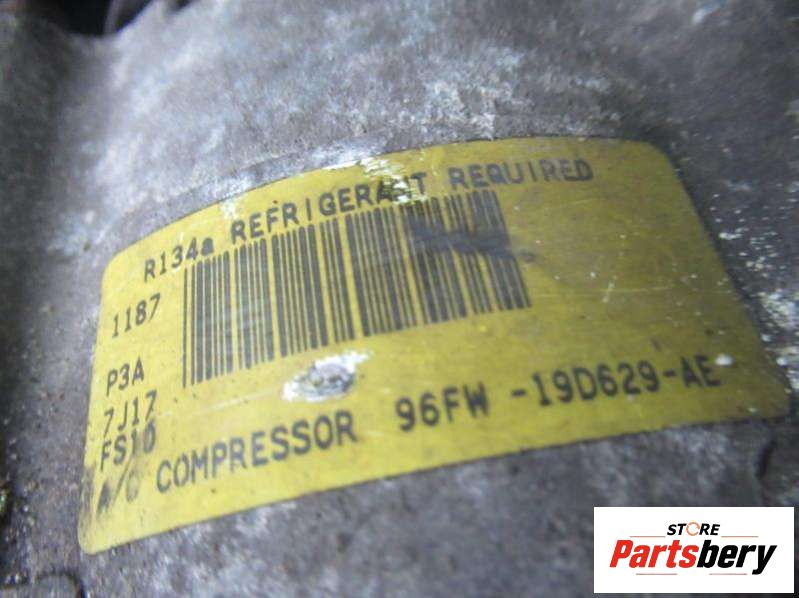 R134a REFRIGERANT REQUIRED
1187
P3A
7J17
FS10
A/C COMPRESSOR 96FW -19D629-AE
STORE
Partsbery